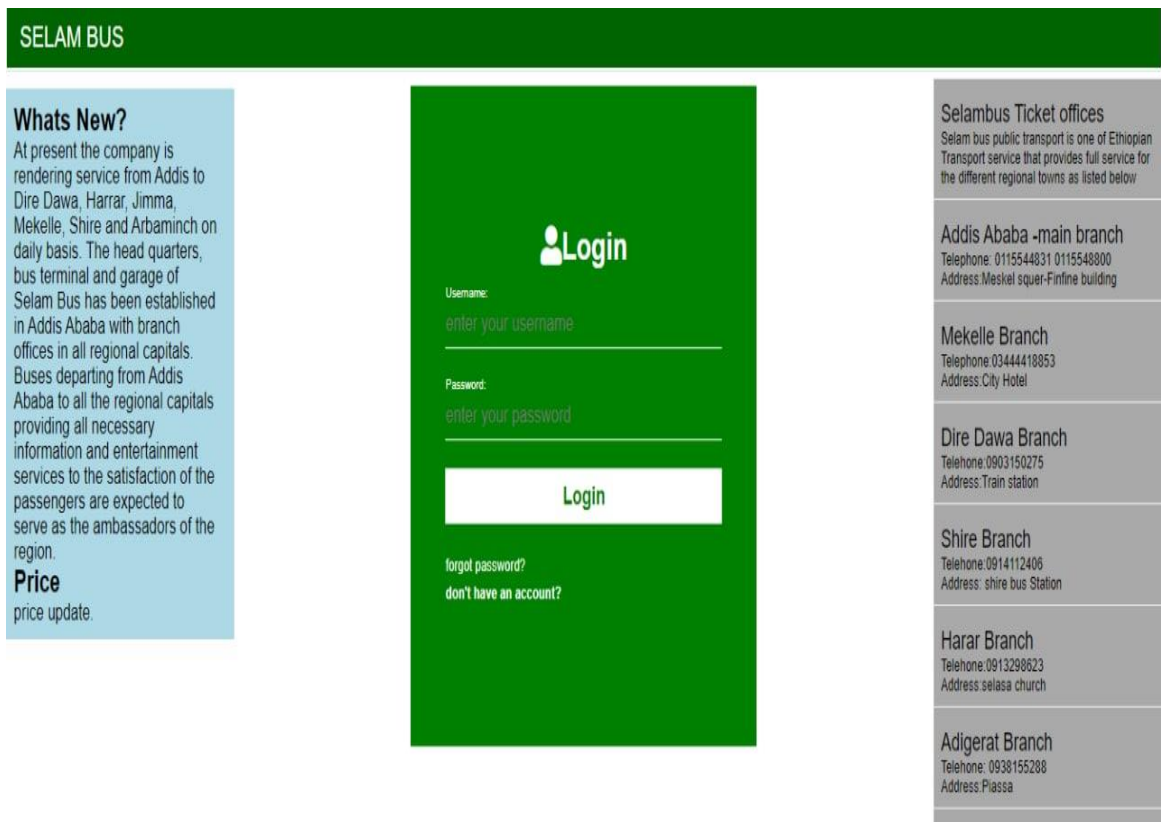 SELAM BUS
Whats New?
At present the company is
rendering service from Addis to
Dire Dawa, Harrar, Jimma,
Mekelle, Shire and Arbaminch on
daily basis. The head quarters,
bus terminal and garage of
Selam Bus has been established
in Addis Ababa with branch
offices in all regional capitals.
Buses departing from Addis
Ababa to all the regional capitals
providing all necessary
information and entertainment
services to the satisfaction of the
passengers are expected to
serve as the ambassadors of the
region.
Price
price update.
Login
Username:
enter your username
Password:
enter your password
Login
forgot password?
don't have an account?
Selambus Ticket offices
Selam bus public transport is one of Ethiopian
Transport service that provides full service for
the different regional towns as listed below
Addis Ababa -main branch
Telephone: 0115544831 0115548800
Address:Meskel squer-Finfine building
Mekelle Branch
Telephone:03444418853
Address:City Hotel
Dire Dawa Branch
Telehone:0903150275
Address:Train station
Shire Branch
Telehone:0914112406
Address: shire bus Station
Harar Branch
Telehone:0913298623
Address:selasa church
Adigerat Branch
Telehone: 0938155288
Address:Piassa